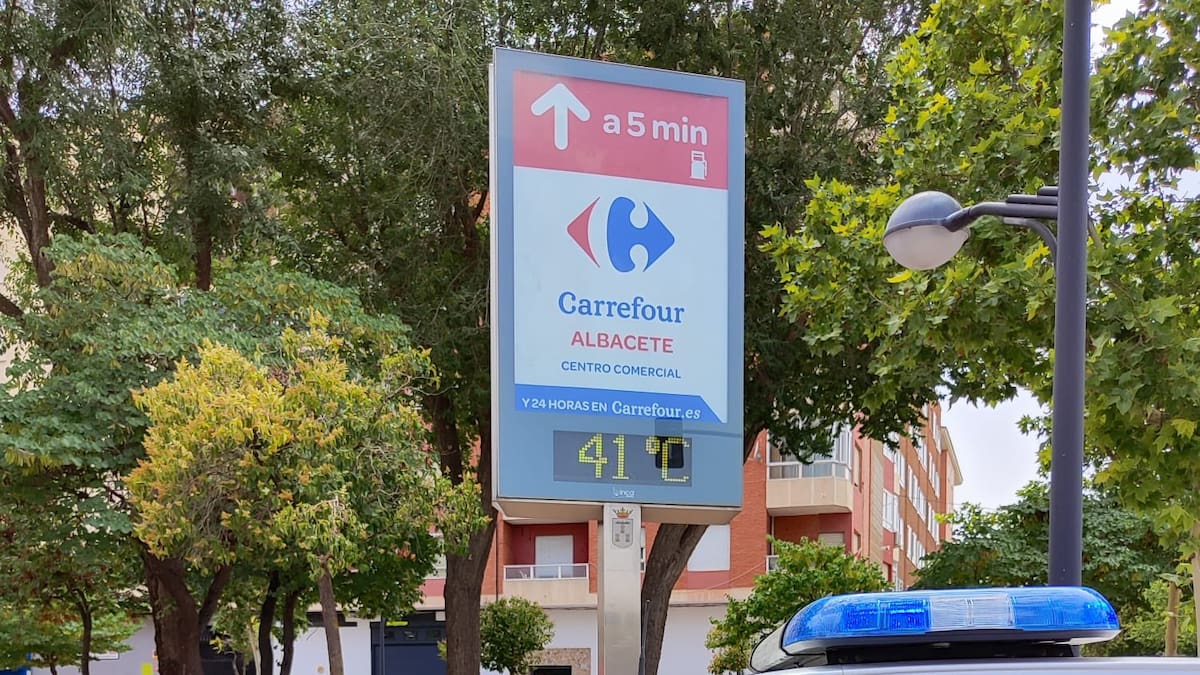 a 5 min
Carrefour
ALBACETE
CENTRO COMERCIAL
Y 24 HORAS EN Carrefour.es
41 °C